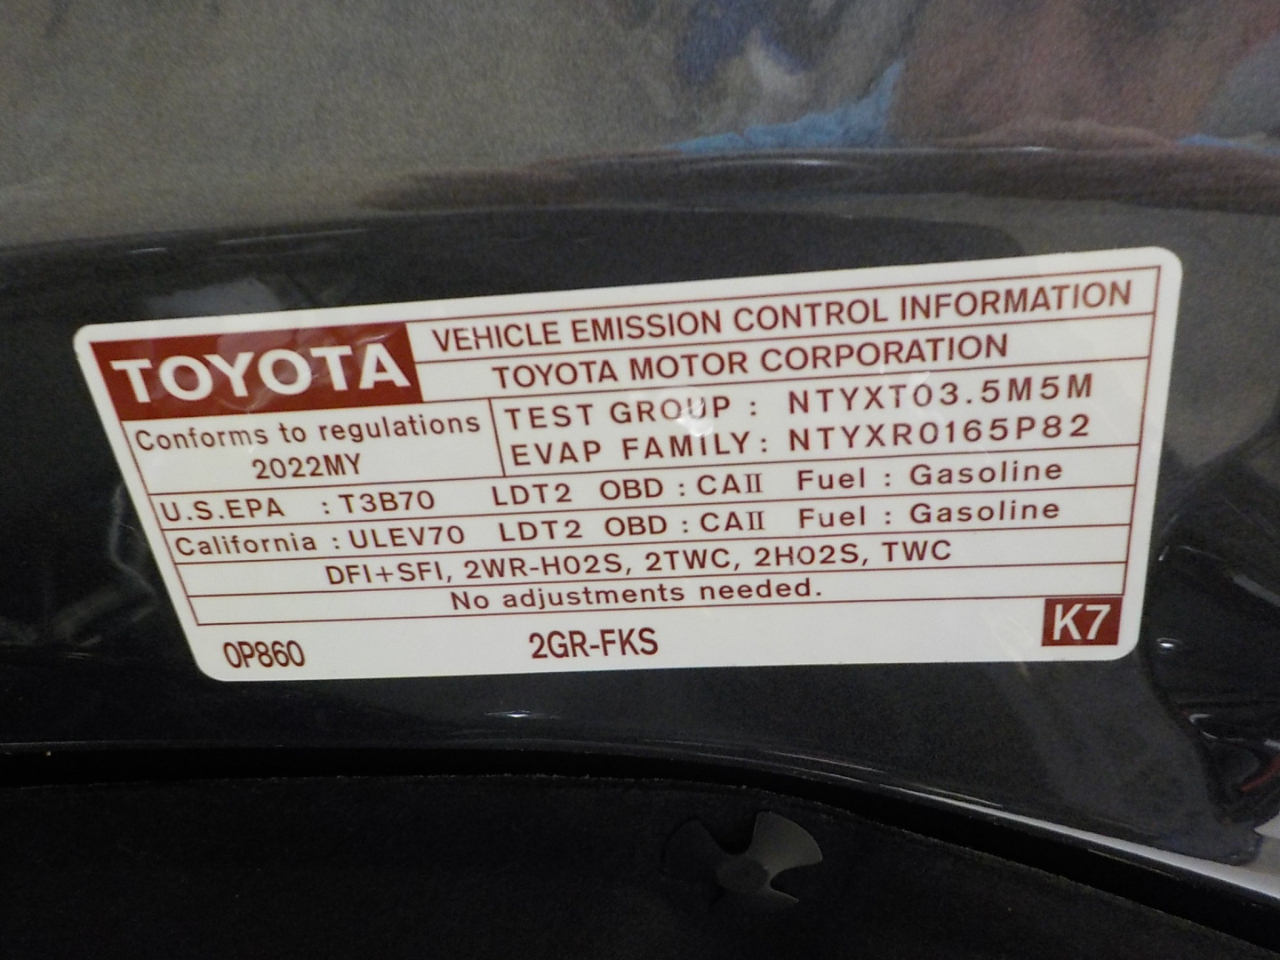 TOYOTA
VEHICLE EMISSION CONTROL INFORMATION
TOYOTA MOTOR CORPORATION
Conforms to regulations
2022MY
TEST GROUP : NTYXT03.5M5M
EVAP FAMILY : NTYXR0165P82
U.S.EPA : T3B70 LDT2 OBD : CAII Fuel : Gasoline
California : ULEV70 LDT2 OBD : CAII Fuel : Gasoline
DFI+SFI, 2WR-HO2S, 2TWC, 2HO2S, TWC
No adjustments needed.
0P860 2GR-FKS K7